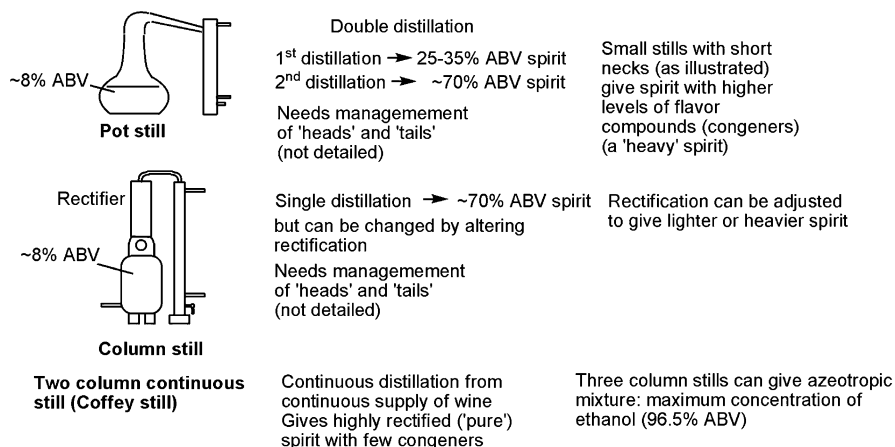 Double distillation
1st distillation → 25-35% ABV spirit
2nd distillation → ~70% ABV spirit
Needs managemement
of 'heads' and 'tails'
(not detailed)
Small stills with short
necks (as illustrated)
give spirit with higher
levels of flavor
compounds (congeners)
(a 'heavy' spirit)
~8% ABV
Pot still
Rectifier
~8% ABV
Column still
Single distillation → ~70% ABV spirit
but can be changed by altering
rectification
Needs managemement
of 'heads' and 'tails'
(not detailed)
Rectification can be adjusted
to give lighter or heavier spirit
Two column continuous
still (Coffey still)
Continuous distillation from
continuous supply of wine
Gives highly rectified ('pure')
spirit with few congeners
Three column stills can give azeotropic
mixture: maximum concentration of
ethanol (96.5% ABV)